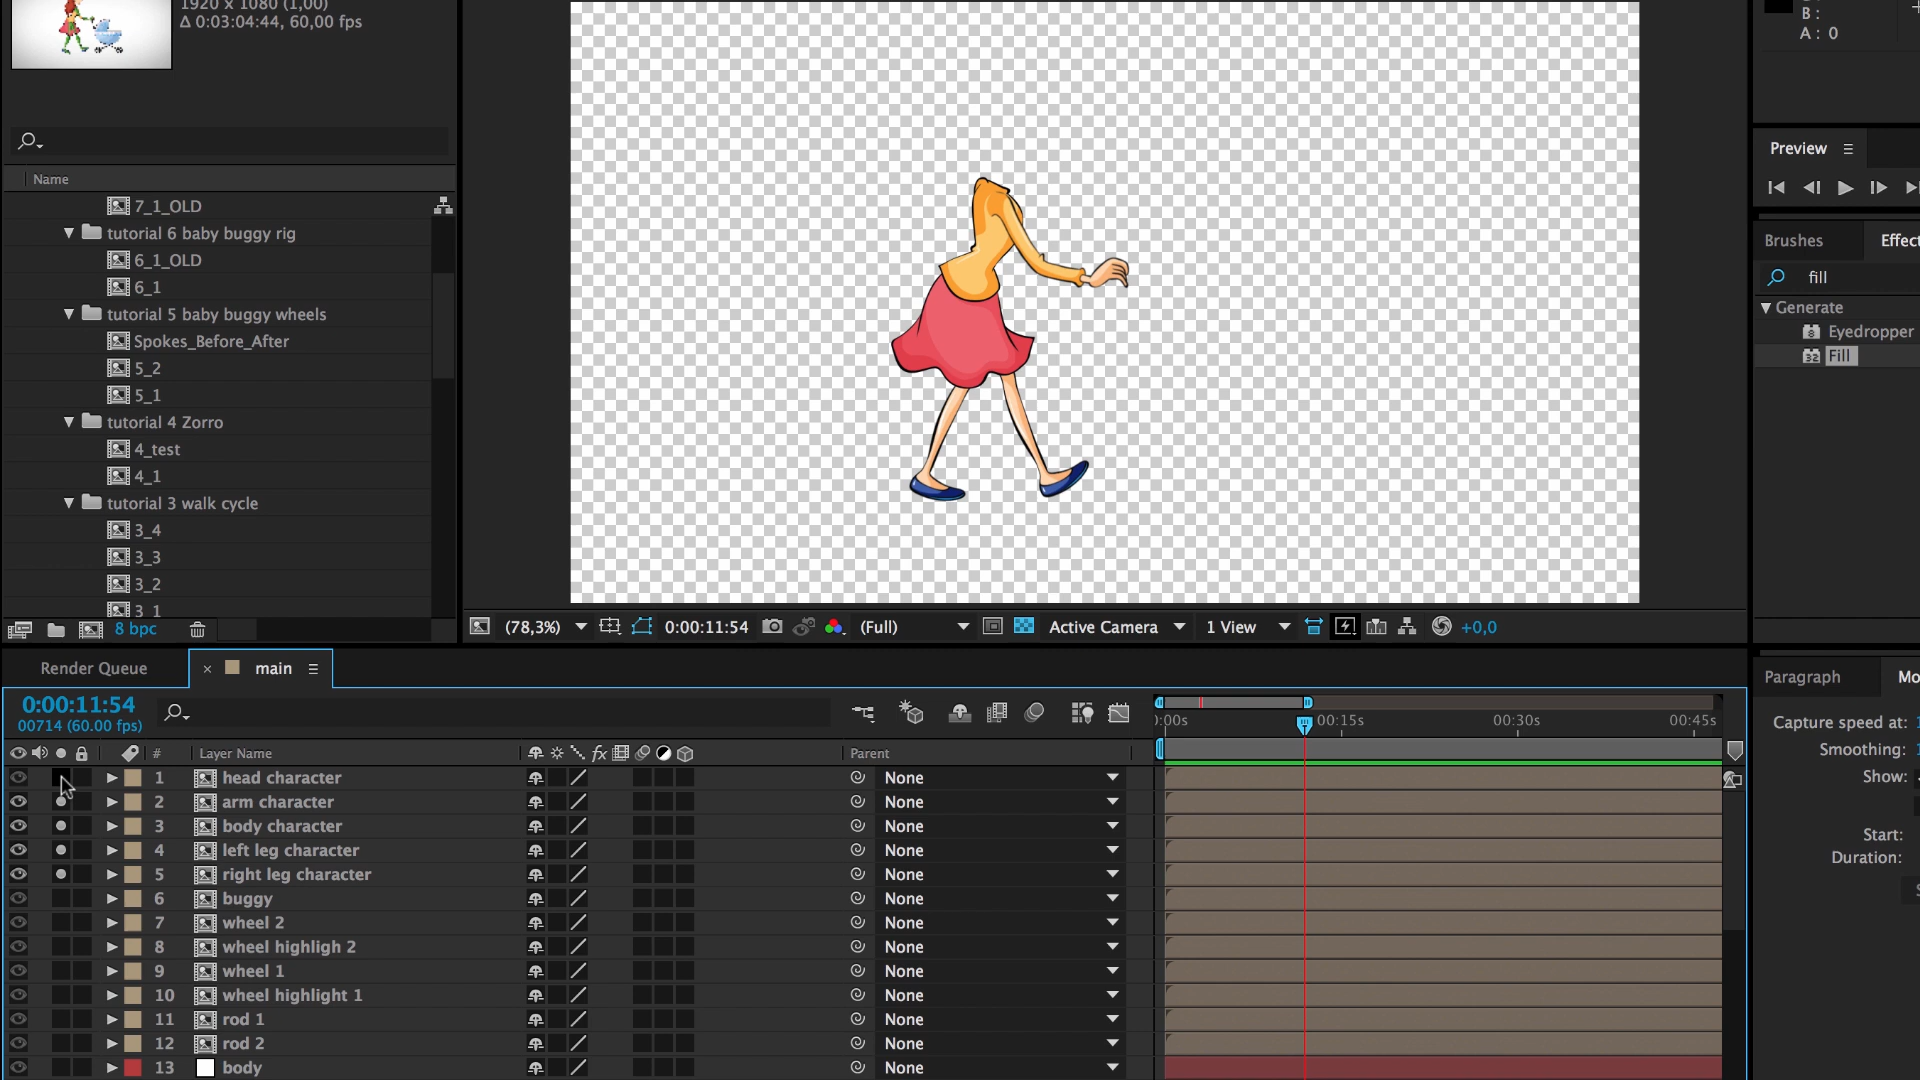 1920 x 1080 (1,00)
Δ 0:03:04:44, 60,00 fps
Name
7_1_OLD
tutorial 6 baby buggy rig
6_1_OLD
6_1
tutorial 5 baby buggy wheels
Spokes_Before_After
5_2
5_1
tutorial 4 Zorro
4_test
4_1
tutorial 3 walk cycle
3_4
3_3
3_2
3_1
8 bpc
(78,3%)
0:00:11:54
(Full)
Active Camera
1 View
+0,0
B :
A : 0
Preview
Brushes
Effect
fill
Generate
8 Eyedropper
32 Fill
Paragraph
Mo
Capture speed at:
Smoothing:
Show:
Start:
Duration:
Render Queue
× main
0:00:11:54
00714 (60.00 fps)
):00s 00:15s 00:30s 00:45s
# Layer Name fx Parent
1 head character None
2 arm character None
3 body character None
4 left leg character None
5 right leg character None
6 buggy None
7 wheel 2 None
8 wheel highligh 2 None
9 wheel 1 None
10 wheel highlight 1 None
11 rod 1 None
12 rod 2 None
13 body None